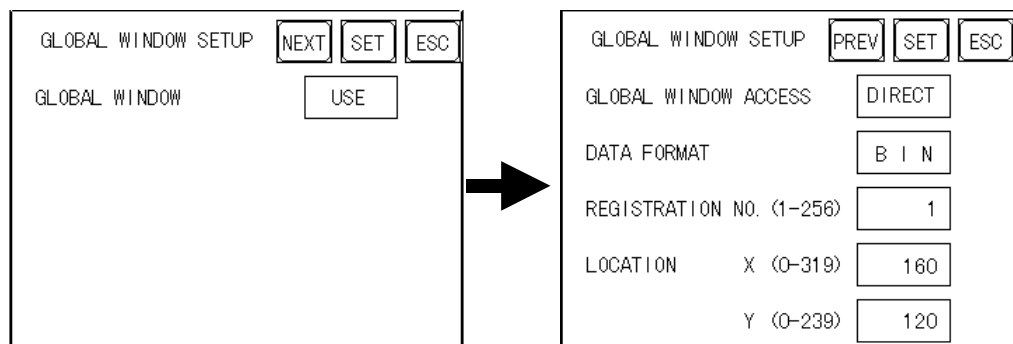 GLOBAL WINDOW SETUP NEXT SET ESC
GLOBAL WINDOW USE
GLOBAL WINDOW SETUP PREV SET ESC
GLOBAL WINDOW ACCESS DIRECT
DATA FORMAT B I N
REGISTRATION NO. (1-256) 1
LOCATION X (0-319) 160
Y (0-239) 120